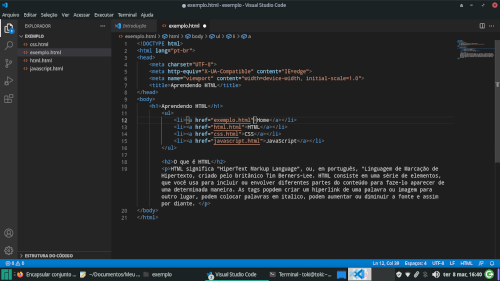 exemplo.html - exemplo - Visual Studio Code
Arquivo Editar Seleção Ver Acessar Executar Terminal Ajuda
EXPLORADOR
Introdução
exemplo.html
EXEMPLO
css.html
exemplo.html
html.html
javascript.html
exemplo.html > html > body > ul > li > a
1 <!DOCTYPE html>
2 <html lang="pt-br">
3 <head>
4 <meta charset="UTF-8">
5 <meta http-equiv="X-UA-Compatible" content="IE=edge">
6 <meta name="viewport" content="width=device-width, initial-scale=1.0">
7 <title>Aprendendo HTML</title>
8 </head>
9 <body>
10 <h1>Aprendendo HTML</h1>
11 <ul>
12 <li><a href="exemplo.html">Home</a></li>
13 <li><a href="html.html">HTML</a></li>
14 <li><a href="css.html">CSS</a></li>
15 <li><a href="javascript.html">JavaScript</a></li>
16 </ul>
17
18 <h2>O que é HTML</h2>
19 <p>HTML significa "HiperText Markup Language", ou, em português, "Linguagem de Marcação de
Hipertexto, criado pelo britânico Tim Berners-Lee. HTML consiste em uma série de elementos,
que você usa para incluir ou envolver diferentes partes do conteúdo para fazê-lo aparecer de
uma determinada maneira. As tags podem criar um hiperlink de uma palavra ou imagem para
outro lugar, podem colocar palavras em itálico, podem aumentar ou diminuir a fonte e assim
por diante. </p>
20 </body>
21 </html>
ESTRUTURA DO CÓDIGO
0 0
Ln 12, Col 38 Espaços: 4 UTF-8 LF HTML
Encapsular conjunto ...
~/Documentos/Meu ...
exemplo
Visual Studio Code
Terminal - toki@tokic...
ter 8 mar, 16:40